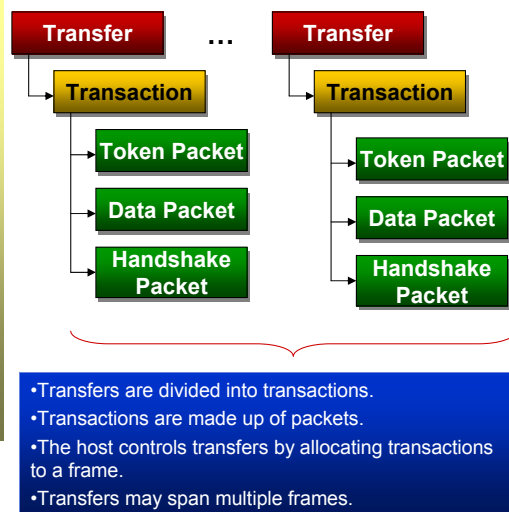 Transfer ... Transfer
Transaction Transaction
Token Packet Token Packet
Data Packet Data Packet
Handshake Handshake
Packet Packet
•Transfers are divided into transactions.
•Transactions are made up of packets.
•The host controls transfers by allocating transactions
to a frame.
•Transfers may span multiple frames.